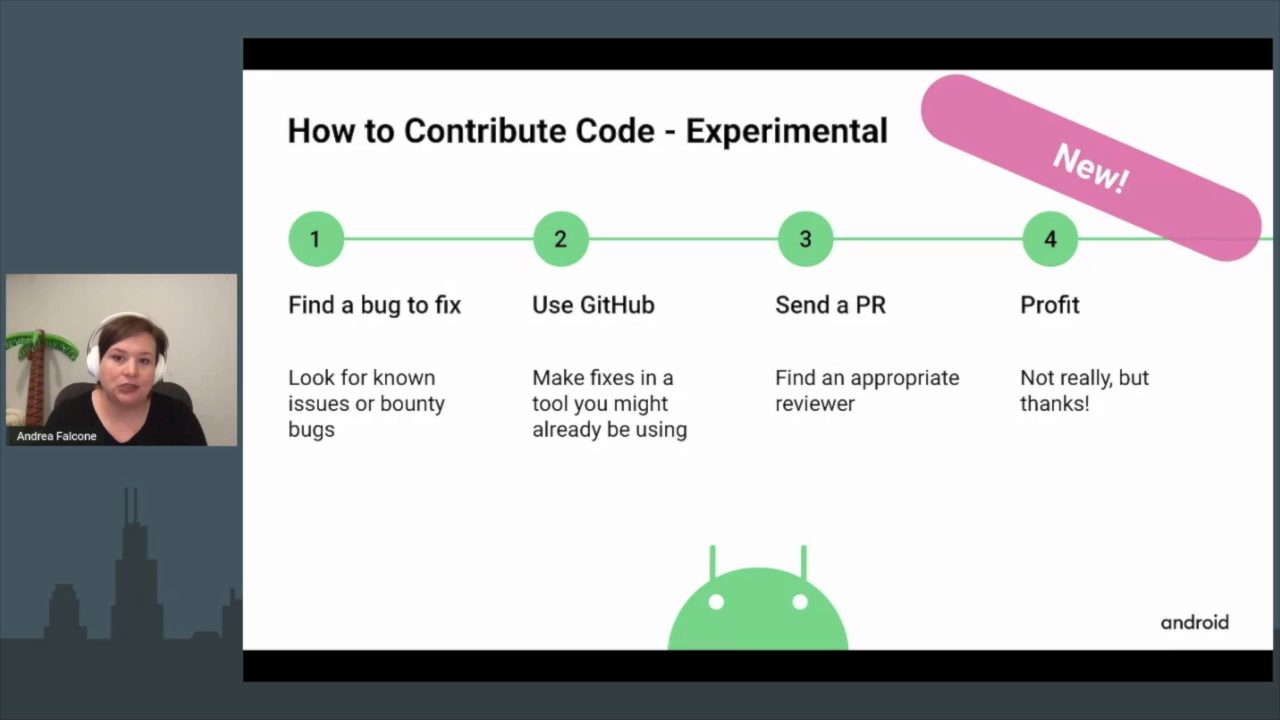 How to Contribute Code - Experimental
New!
1
2
3
4
Find a bug to fix
Use GitHub
Send a PR
Profit
Look for known
issues or bounty
bugs
Make fixes in a
tool you might
already be using
Find an appropriate
reviewer
Not really, but
thanks!
Andrea Falcone
android